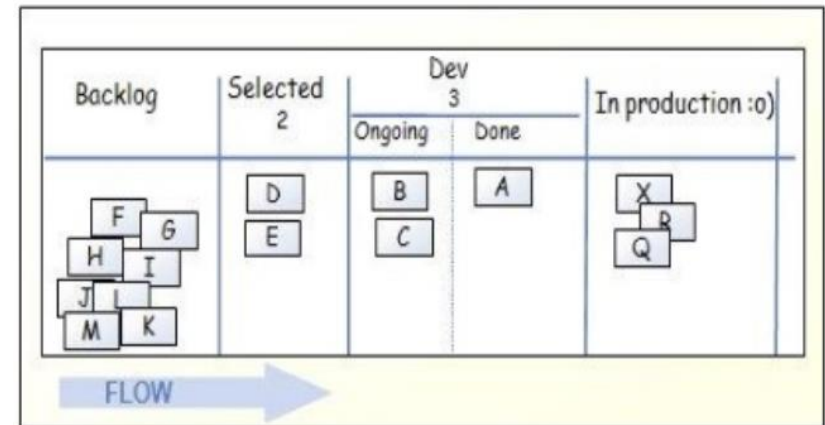 Backlog
Selected
2
Dev
3
Ongoing
Done
In production :o)
F
G
H
I
J
L
M
K
D
E
B
C
A
X
R
Q
FLOW